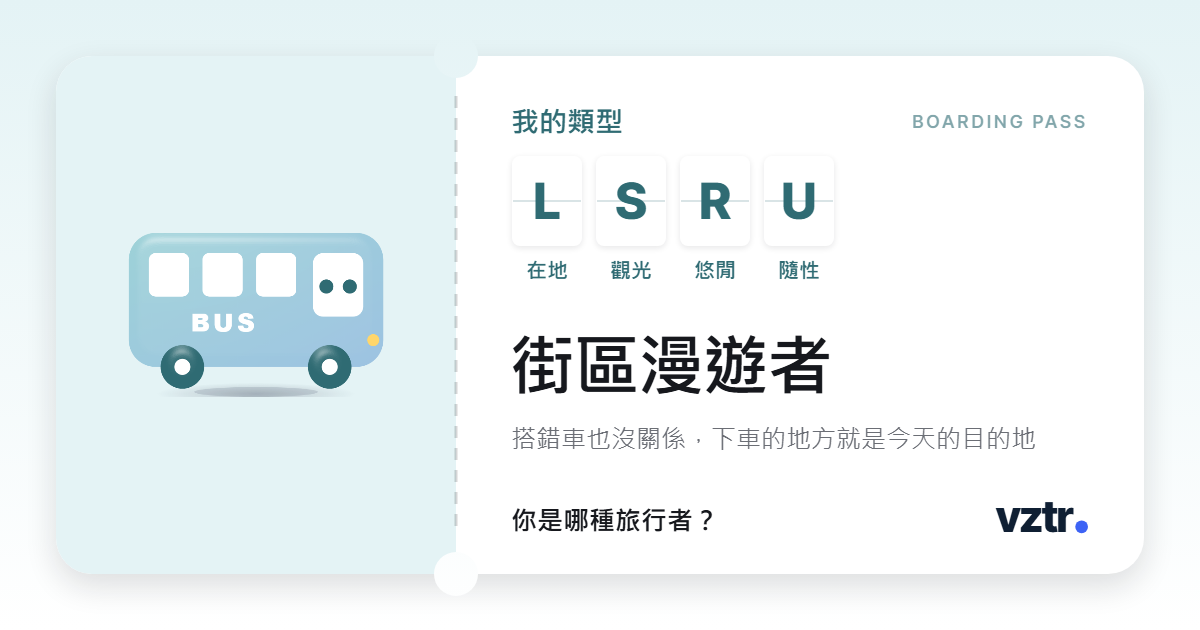 BUS
我的類型
BOARDING PASS
L S R U
在地 觀光 悠閒 隨性
街區漫遊者
搭錯車也沒關係，下車的地方就是今天的目的地
你是哪種旅行者？
vztr.